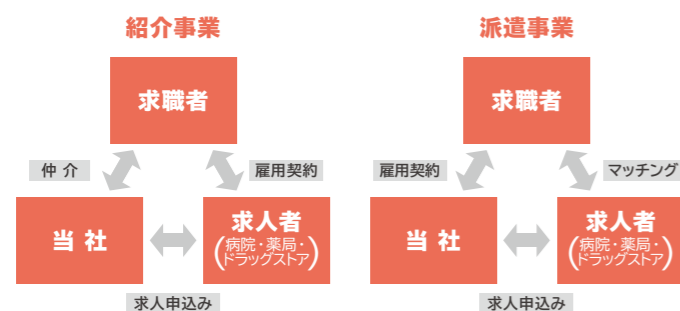 紹介事業
求職者
仲 介
雇用契約
当 社
求人者
(病院・薬局・
ドラッグストア)
求人申込み
派遣事業
求職者
雇用契約
マッチング
当 社
求人者
(病院・薬局・
ドラッグストア)
求人申込み